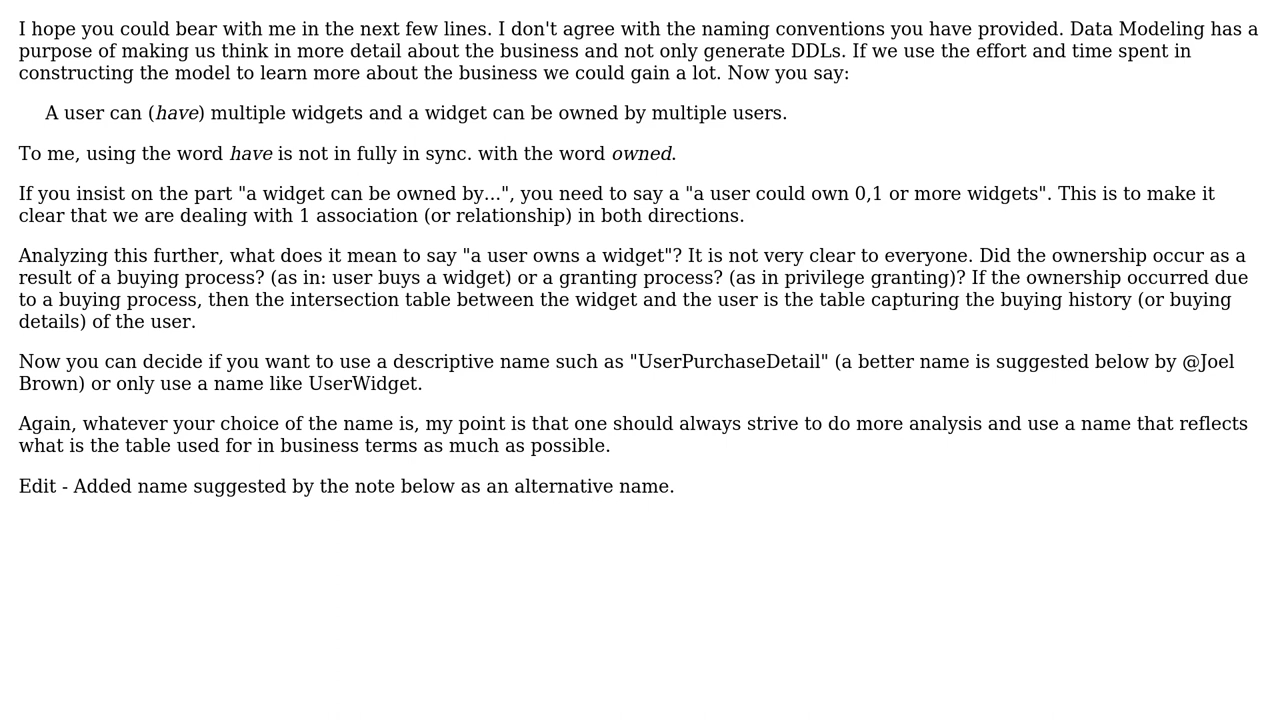 I hope you could bear with me in the next few lines. I don't agree with the naming conventions you have provided. Data Modeling has a
purpose of making us think in more detail about the business and not only generate DDLs. If we use the effort and time spent in
constructing the model to learn more about the business we could gain a lot. Now you say:
A user can (have) multiple widgets and a widget can be owned by multiple users.
To me, using the word have is not in fully in sync. with the word owned.
If you insist on the part "a widget can be owned by...", you need to say a "a user could own 0,1 or more widgets". This is to make it
clear that we are dealing with 1 association (or relationship) in both directions.
Analyzing this further, what does it mean to say "a user owns a widget"? It is not very clear to everyone. Did the ownership occur as a
result of a buying process? (as in: user buys a widget) or a granting process? (as in privilege granting)? If the ownership occurred due
to a buying process, then the intersection table between the widget and the user is the table capturing the buying history (or buying
details) of the user.
Now you can decide if you want to use a descriptive name such as "UserPurchaseDetail" (a better name is suggested below by @Joel
Brown) or only use a name like UserWidget.
Again, whatever your choice of the name is, my point is that one should always strive to do more analysis and use a name that reflects
what is the table used for in business terms as much as possible.
Edit - Added name suggested by the note below as an alternative name.